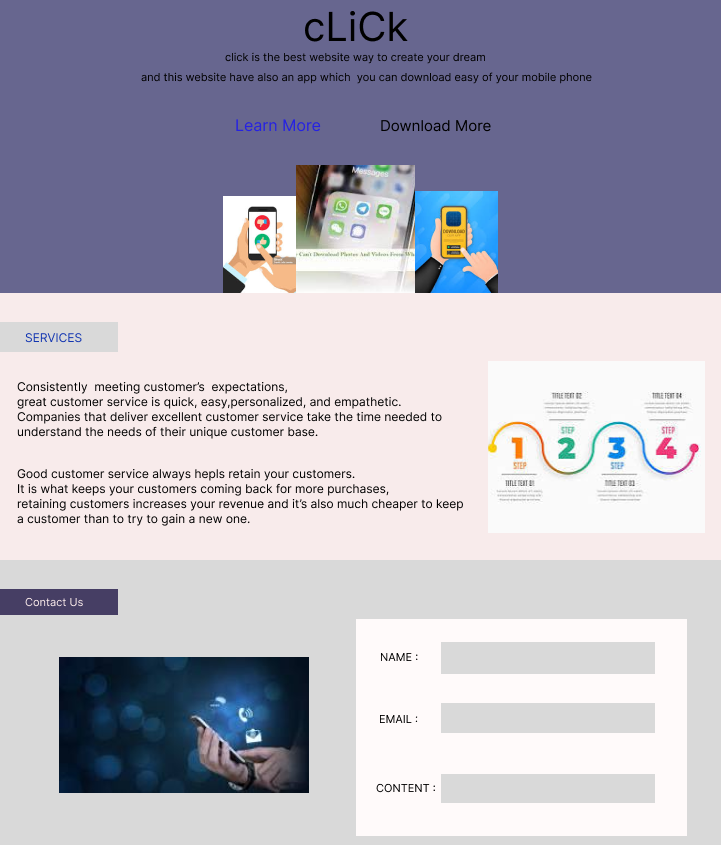 cLiCk
click is the best website way to create your dream
and this website have also an app which you can download easy of your mobile phone
Learn More
Download More
Messages
Can't Download Photos And Videos From Wh
DOWNLOAD
SERVICES
Consistently meeting customer’s expectations,
great customer service is quick, easy,personalized, and empathetic.
Companies that deliver excellent customer service take the time needed to
understand the needs of their unique customer base.
Good customer service always hepls retain your customers.
It is what keeps your customers coming back for more purchases,
retaining customers increases your revenue and it’s also much cheaper to keep
a customer than to try to gain a new one.
TITLE TEXT 02
TITLE TEXT 04
STEP
STEP
1 2 3 4
STEP
STEP
TITLE TEXT 01
TITLE TEXT 03
Contact Us
NAME :
EMAIL :
CONTENT :